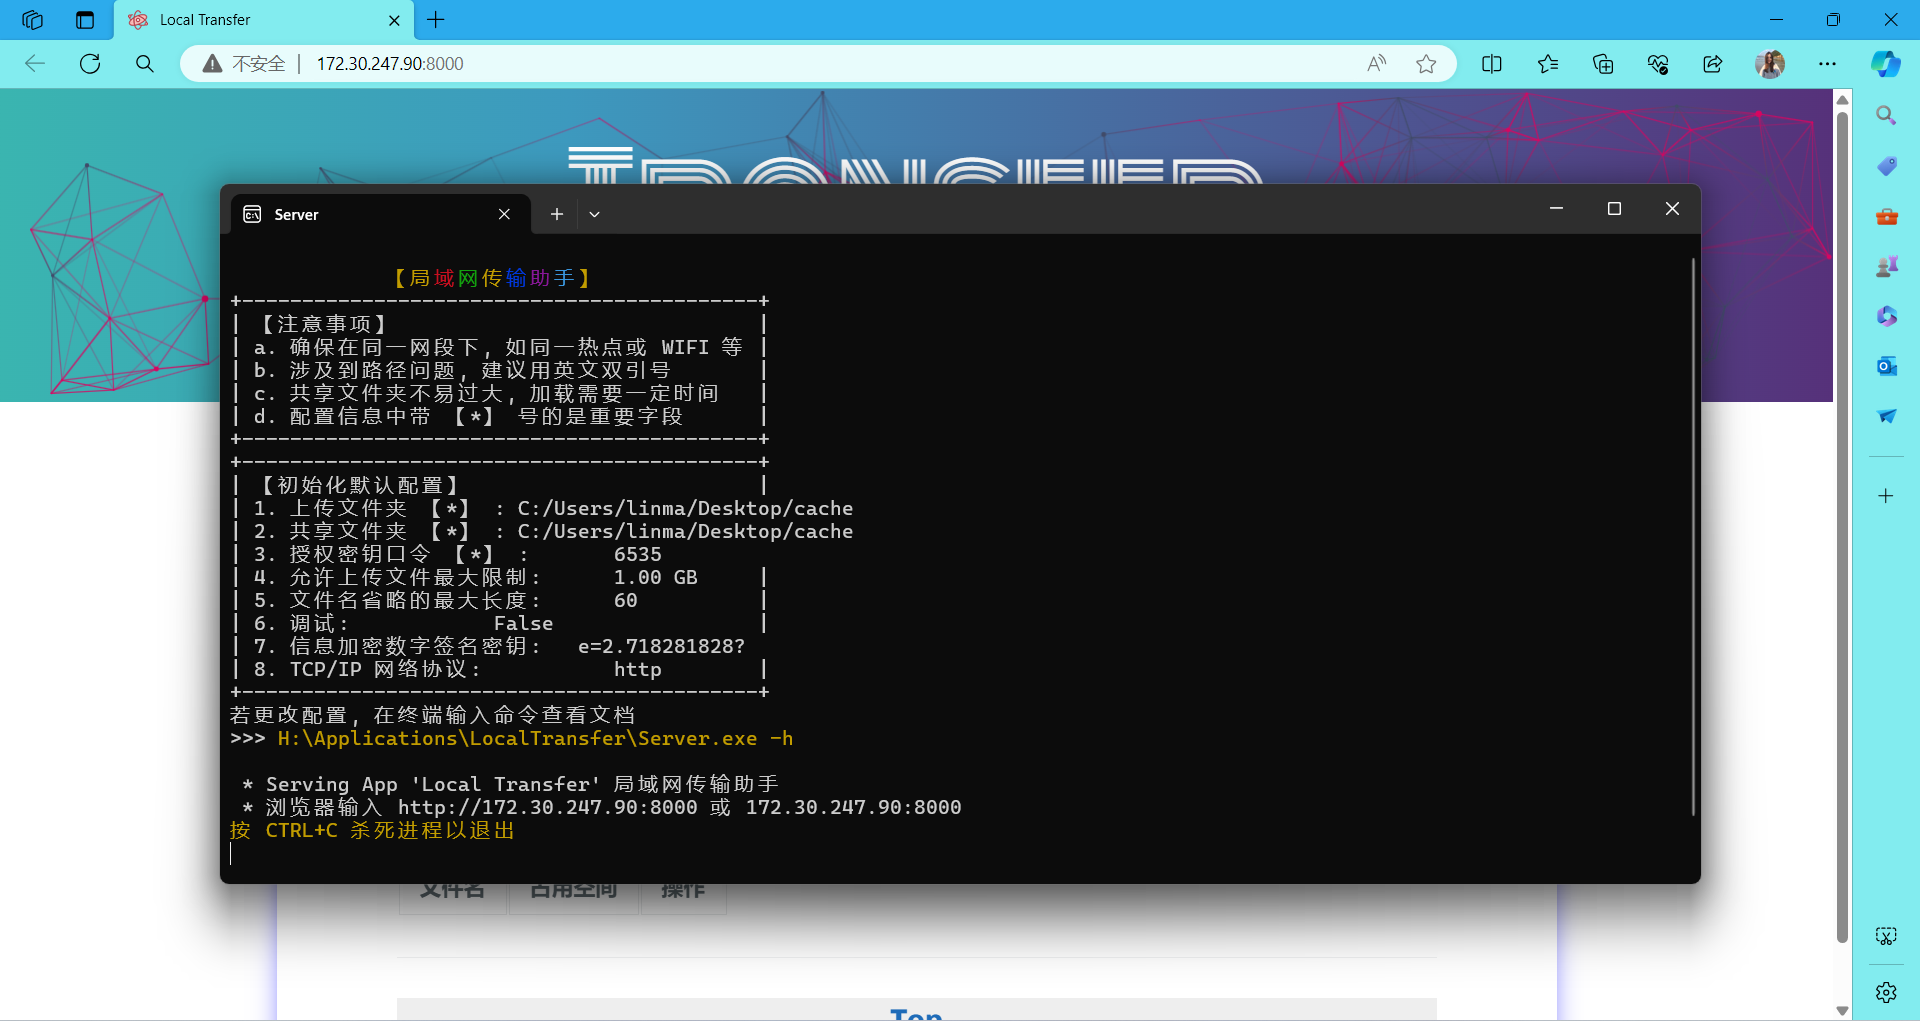 Local Transfer
不安全 172.30.247.90:8000
TRANSFER
Server
【局域网传输助手】
+-------------------------------------------+
| 【注意事项】 |
| a. 确保在同一网段下, 如同一热点或 WIFI 等 |
| b. 涉及到路径问题, 建议用英文双引号 |
| c. 共享文件夹不易过大, 加载需要一定时间 |
| d. 配置信息中带 【*】 号的是重要字段 |
+-------------------------------------------+
+-------------------------------------------+
| 【初始化默认配置】 |
| 1. 上传文件夹 【*】 : C:/Users/linma/Desktop/cache
| 2. 共享文件夹 【*】 : C:/Users/linma/Desktop/cache
| 3. 授权密钥口令 【*】 : 6535
| 4. 允许上传文件最大限制: 1.00 GB |
| 5. 文件名省略的最大长度: 60 |
| 6. 调试: False |
| 7. 信息加密数字签名密钥: e=2.718281828?
| 8. TCP/IP 网络协议: http |
+-------------------------------------------+
若更改配置, 在终端输入命令查看文档
>>> H:\Applications\LocalTransfer\Server.exe -h
* Serving App 'Local Transfer' 局域网传输助手
* 浏览器输入 http://172.30.247.90:8000 或 172.30.247.90:8000
按 CTRL+C 杀死进程以退出
文件名 占用空间 操作
Top